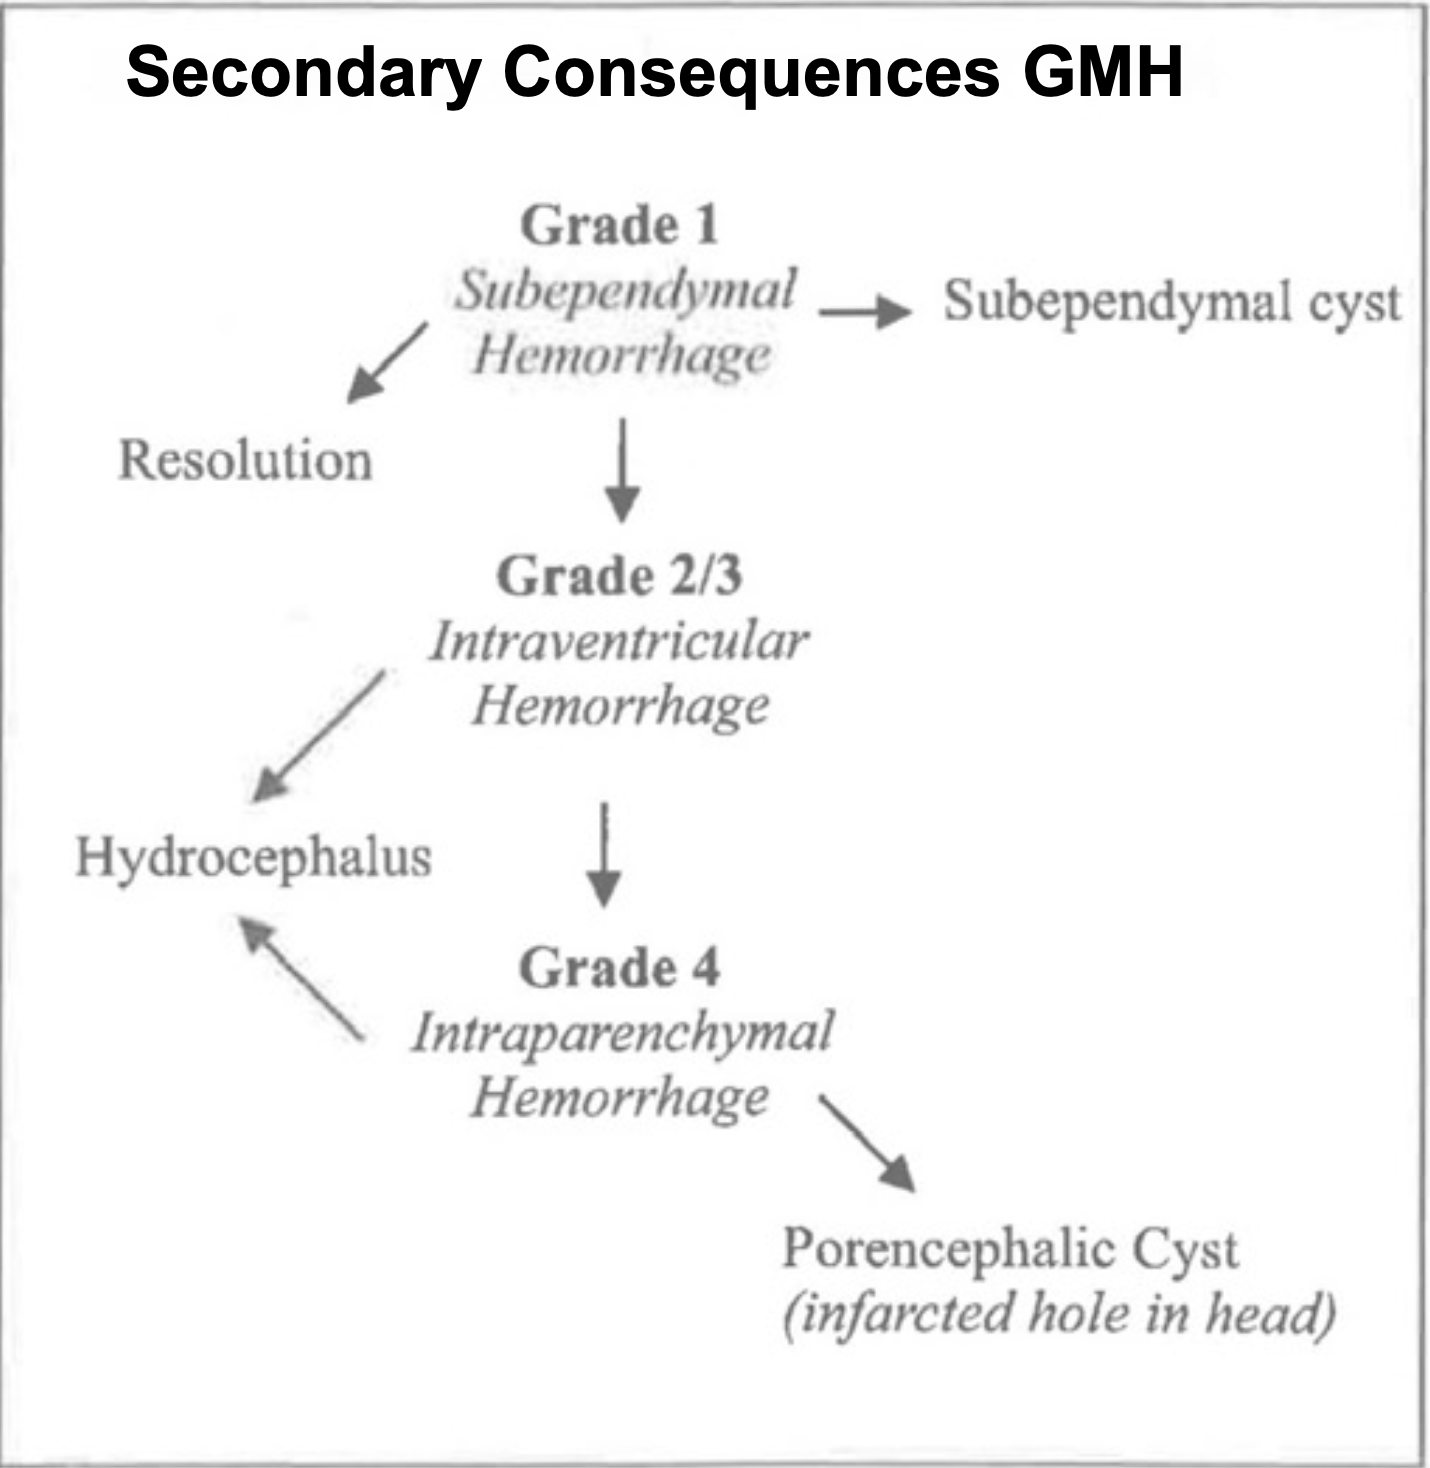 Secondary Consequences GMH
Grade 1
Subependymal
Hemorrhage
Subependymal cyst
Resolution
Grade 2/3
Intraventricular
Hemorrhage
Hydrocephalus
Grade 4
Intraparenchymal
Hemorrhage
Porencephalic Cyst
(infarcted hole in head)